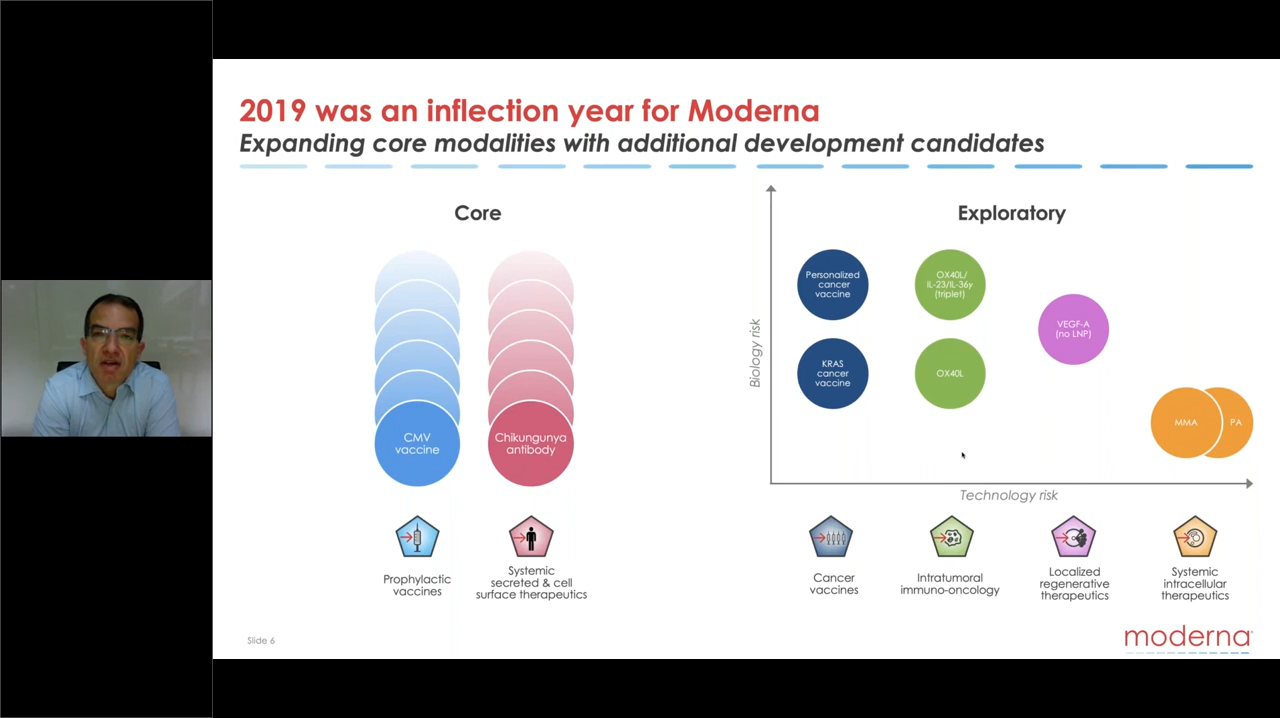 2019 was an inflection year for Moderna
Expanding core modalities with additional development candidates
Core
CMV
vaccine
Chikungunya
antibody
Prophylactic
vaccines
Systemic
secreted & cell
surface therapeutics
Exploratory
Biology risk
Technology risk
Personalized
cancer
vaccine
OX40L/
IL-23/IL-36γ
(triplet)
VEGF-A
(no LNP)
KRAS
cancer
vaccine
OX40L
MMA
PA
Cancer
vaccines
Intratumoral
immuno-oncology
Localized
regenerative
therapeutics
Systemic
intracellular
therapeutics
Slide 6
moderna